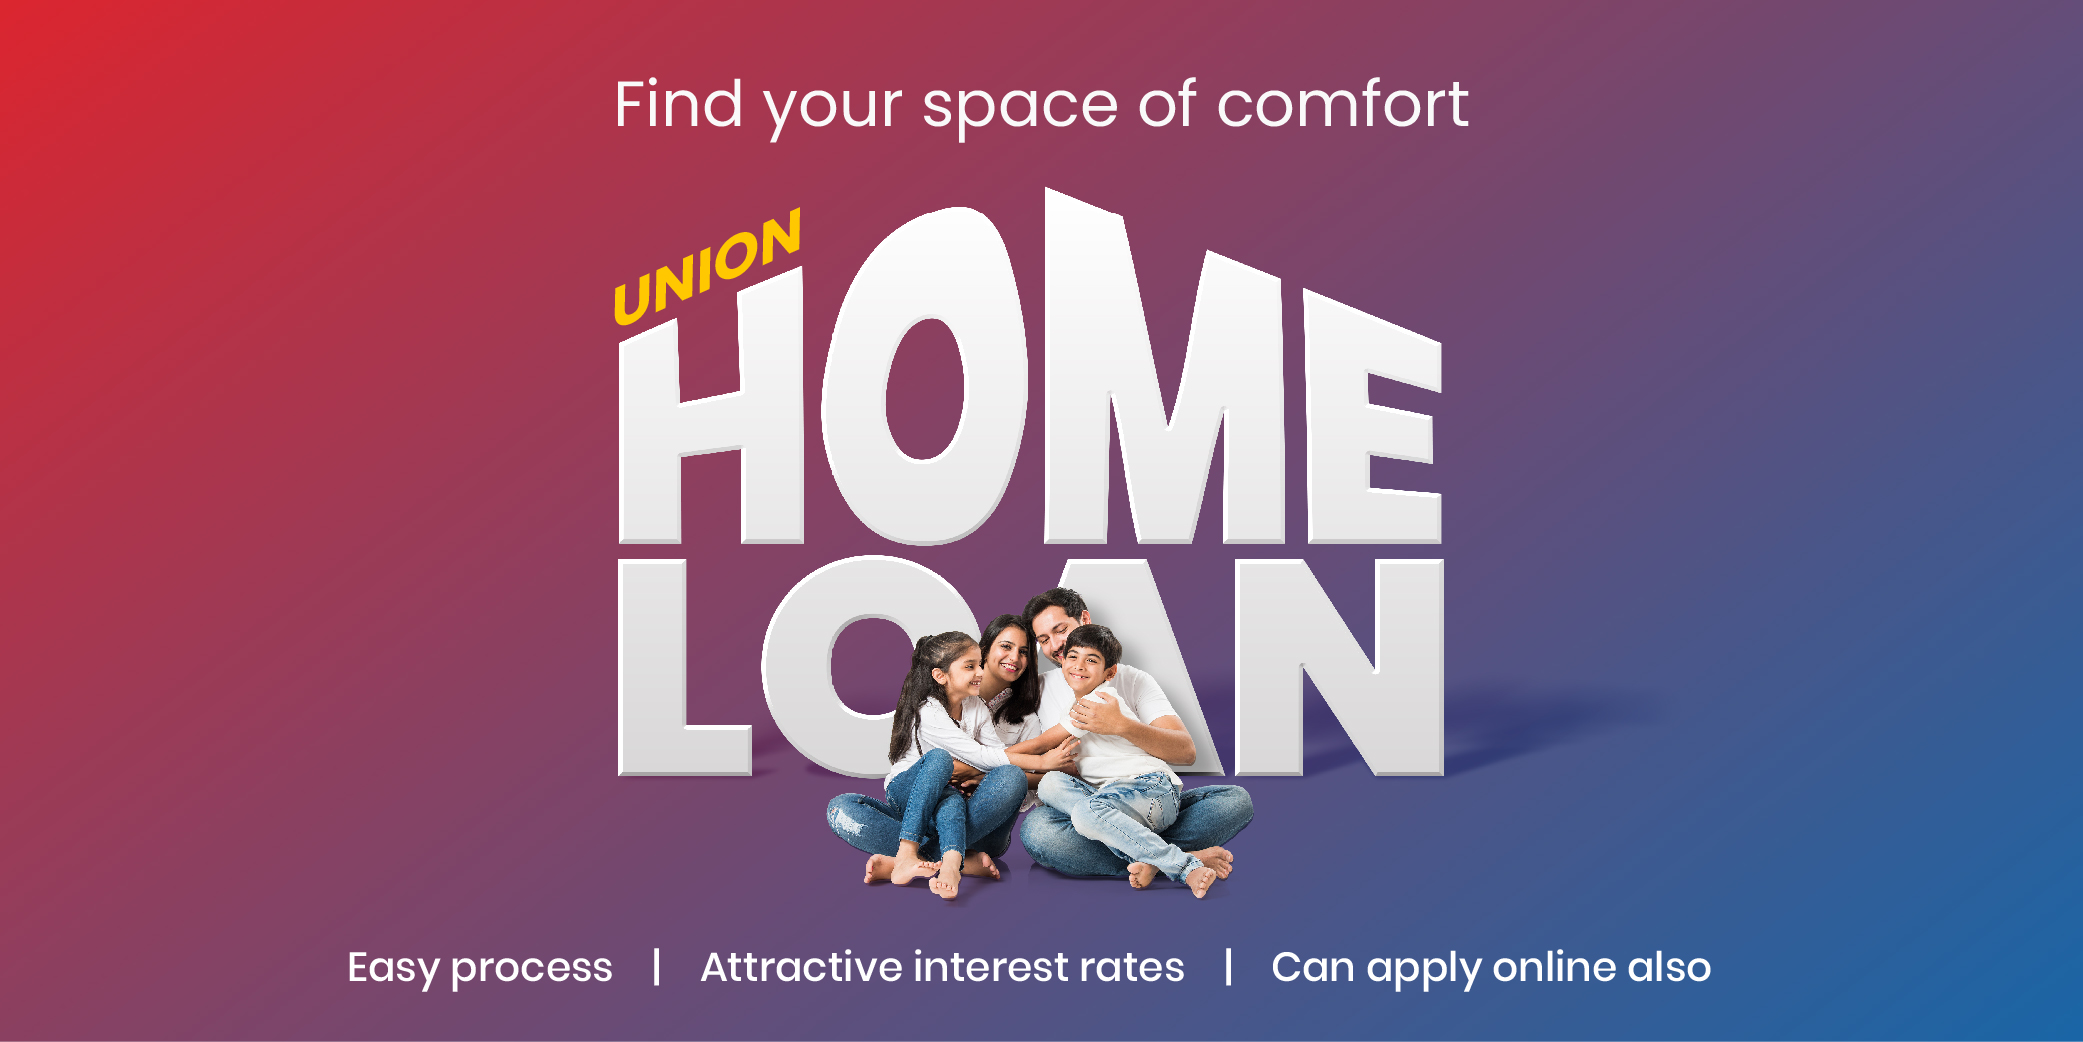 Find your space of comfort
UNION
HOME
LOAN
Easy process | Attractive interest rates | Can apply online also